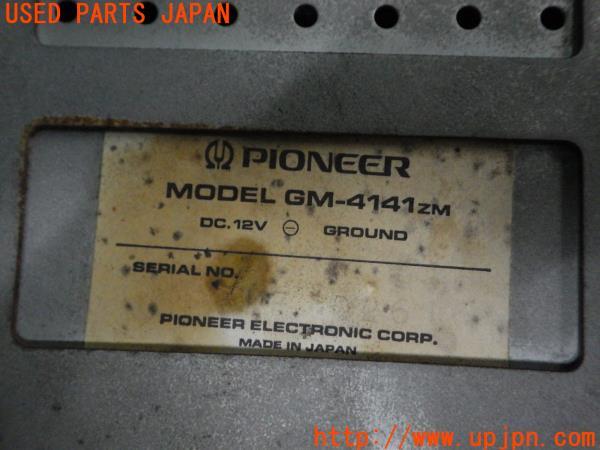 USED PARTS JAPAN
PIONEER
MODEL GM-4141ZM
DC.12V ⊖ GROUND
SERIAL NO.
PIONEER ELECTRONIC CORP.
MADE IN JAPAN
http://www.upjpn.com/